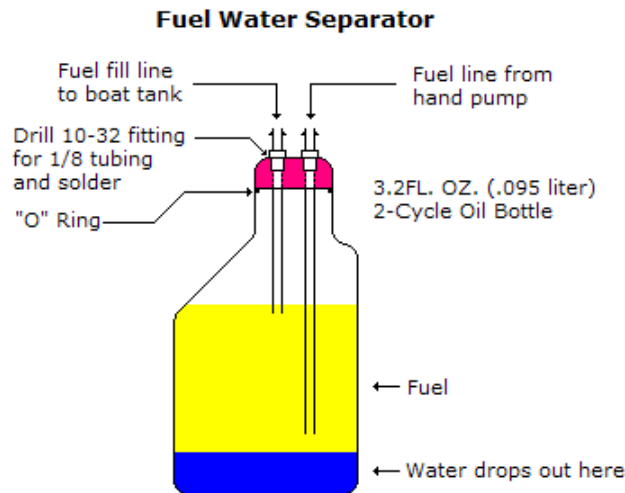 Fuel Water Separator
Fuel fill line
to boat tank
Fuel line from
hand pump
Drill 10-32 fitting
for 1/8 tubing
and solder
"O" Ring
3.2FL. OZ. (.095 liter)
2-Cycle Oil Bottle
Fuel
Water drops out here